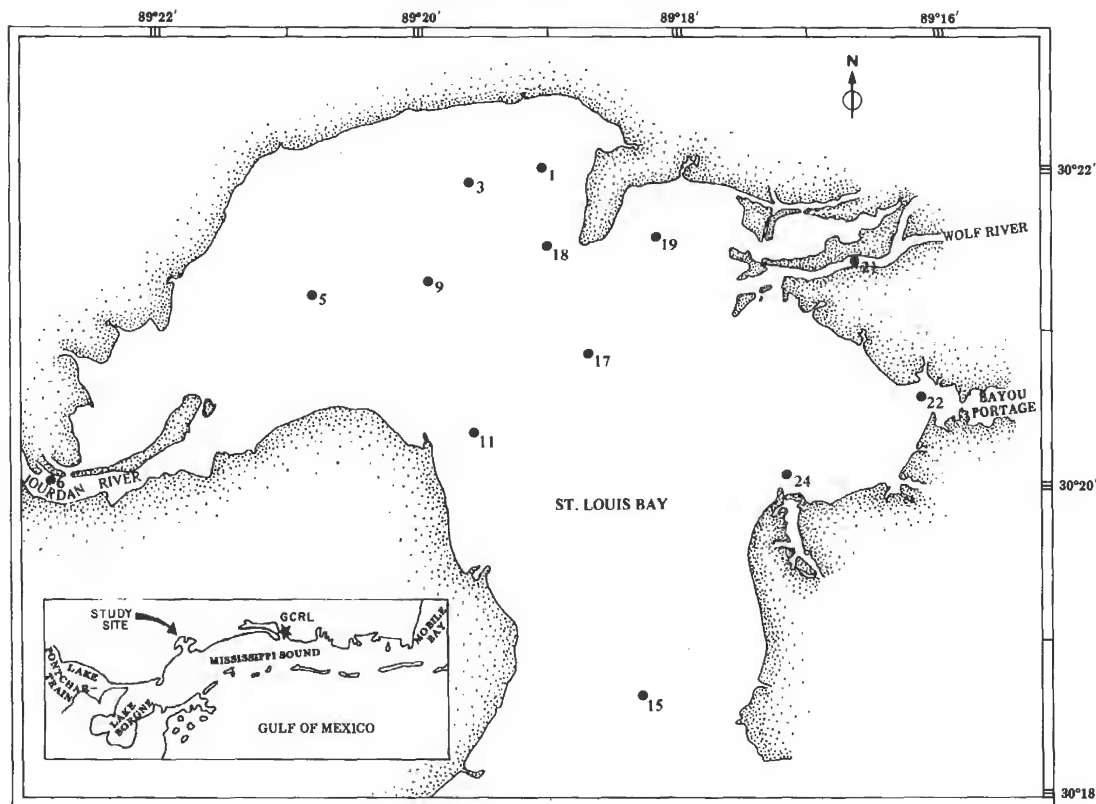 89°22'
89°20'
89°18'
89°16'
N
1
30°22'
3
19
WOLF RIVER
18
21
9
5
17
22
BAYOU
PORTAGE
11
6
JOURDAN RIVER
24
30°20'
ST. LOUIS BAY
STUDY
SITE
GCRL
MOBILE
BAY
MISSISSIPPI SOUND
LAKE
PONTCHAR-
TRAIN
LAKE
BORGNE
15
GULF OF MEXICO
30°18'